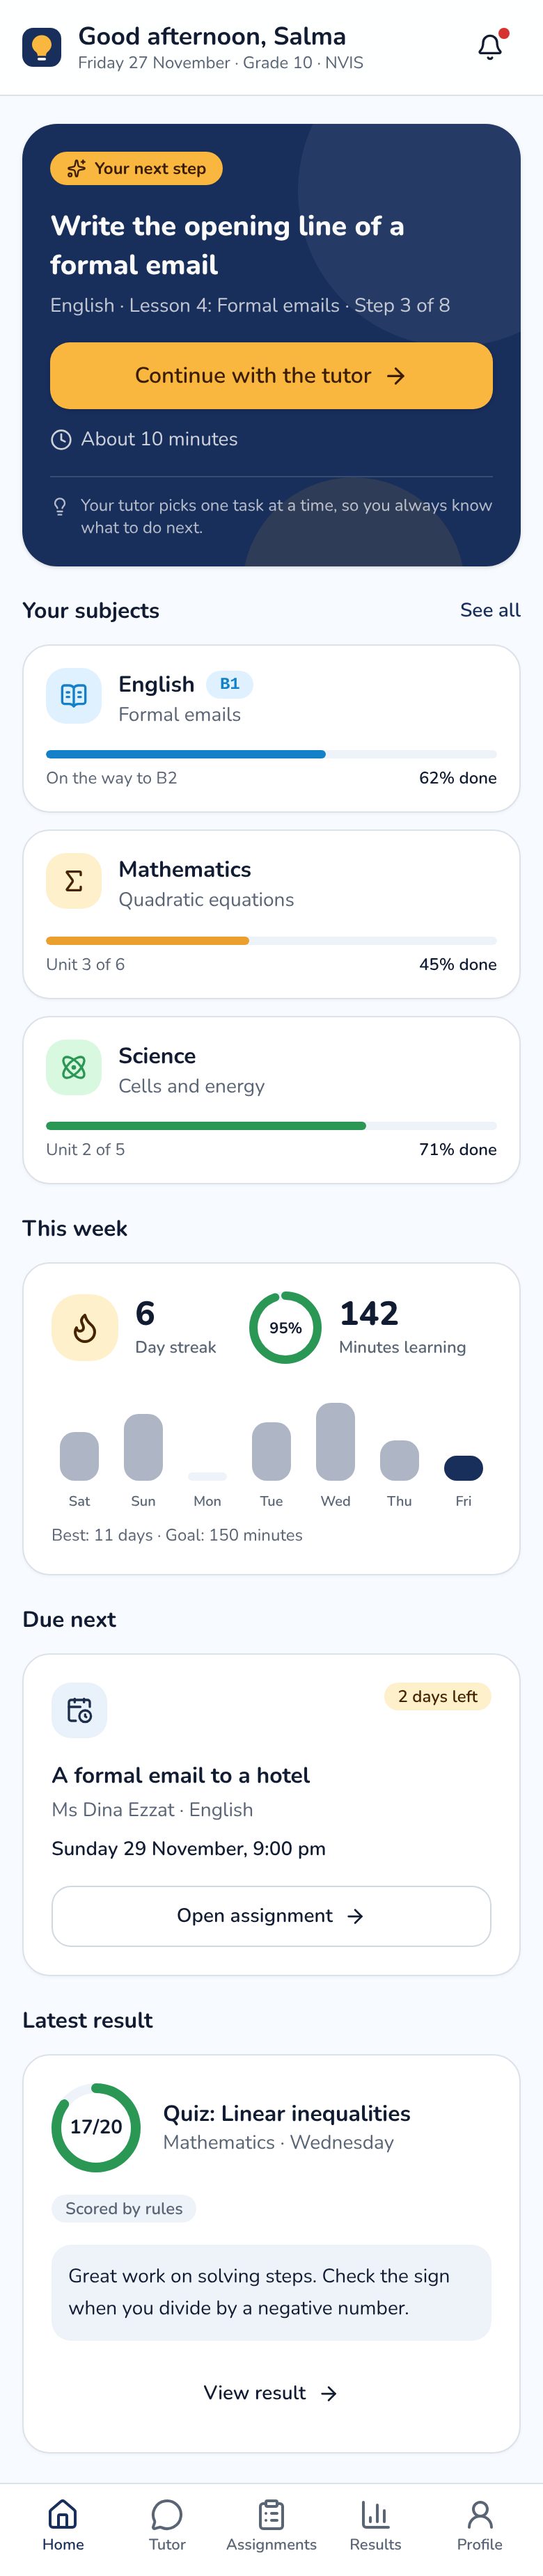 Good afternoon, Salma
Friday 27 November · Grade 10 · NVIS
Your next step
Write the opening line of a
formal email
English · Lesson 4: Formal emails · Step 3 of 8
Continue with the tutor
About 10 minutes
Your tutor picks one task at a time, so you always know
what to do next.
Your subjects
See all
English
B1
Formal emails
On the way to B2
62% done
Mathematics
Quadratic equations
Unit 3 of 6
45% done
Science
Cells and energy
Unit 2 of 5
71% done
This week
6
Day streak
95%
142
Minutes learning
Sat Sun Mon Tue Wed Thu Fri
Best: 11 days · Goal: 150 minutes
Due next
2 days left
A formal email to a hotel
Ms Dina Ezzat · English
Sunday 29 November, 9:00 pm
Open assignment
Latest result
17/20
Quiz: Linear inequalities
Mathematics · Wednesday
Scored by rules
Great work on solving steps. Check the sign
when you divide by a negative number.
View result
Home Tutor Assignments Results Profile